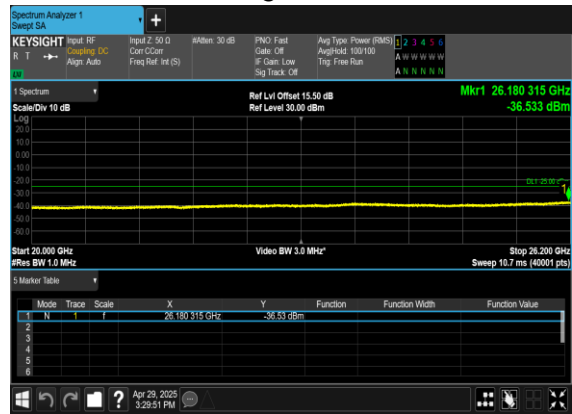 Spectrum Analyzer 1
Swept SA
+
KEYSIGHT Input: RF Input Z: 50 Ω #Atten: 30 dB PNO: Fast Avg Type: Power (RMS) 1 2 3 4 5 6
R T Coupling: DC Corr CCorr Gate: Off Avg|Hold: 100/100 A W W W W W
Align: Auto Freq Ref: Int (S) IF Gain: Low Trig: Free Run
Sig Track: Off A N N N N N
1 Spectrum Ref Lvl Offset 15.50 dB Mkr1 26.180 315 GHz
Scale/Div 10 dB Ref Level 30.00 dBm -36.533 dBm
Log
20.0
10.0
0.00
-10.0
-20.0
DL1 -25.00
-30.0
1
-40.0
-50.0
-60.0
Start 20.000 GHz Video BW 3.0 MHz* Stop 26.200 GHz
#Res BW 1.0 MHz Sweep 10.7 ms (40001 pts)
5 Marker Table
Mode Trace Scale X Y Function Function Width Function Value
1 N 1 f 26.180 315 GHz -36.53 dBm
2
3
4
5
6
? Apr 29, 2025
3:29:51 PM